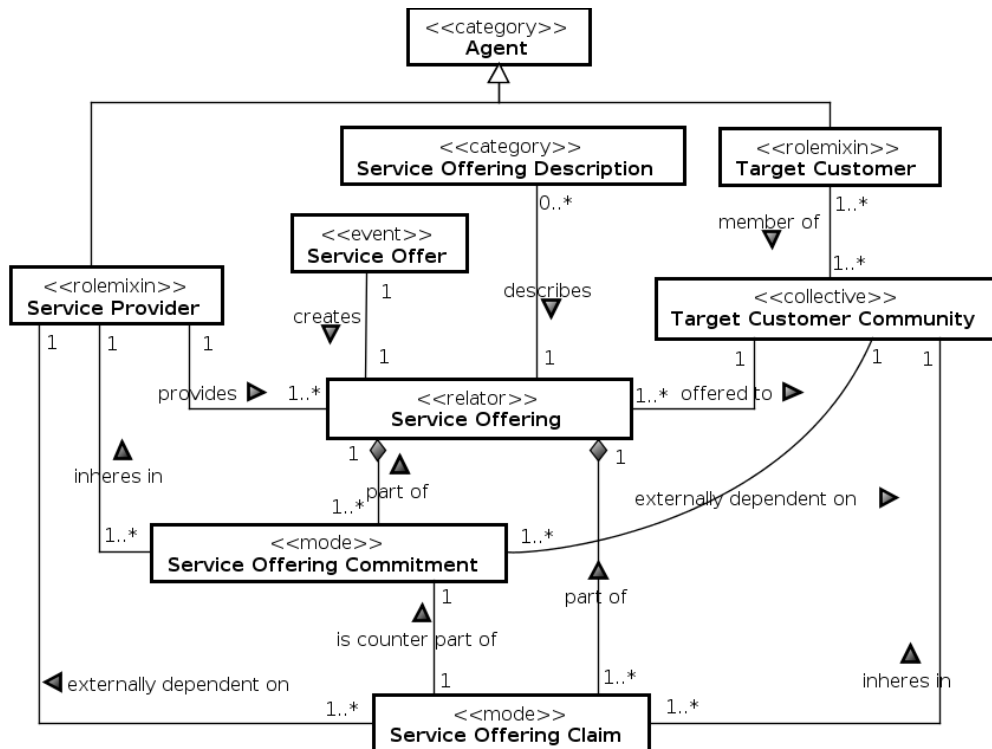 <<category>>
Agent
<<category>>
Service Offering Description
<<rolemixin>>
Target Customer
0..*
1..*
member of
<<event>>
Service Offer
<<rolemixin>>
Service Provider
1..*
<<collective>>
Target Customer Community
1
describes
creates
1
1
1
1
1
1
1
1
1
provides
1..*
<<relator>>
Service Offering
1..*
offered to
1
1
inheres in
part of
externally dependent on
1..*
1..*
1..*
<<mode>>
Service Offering Commitment
1
part of
is counter part of
externally dependent on
1
1..*
inheres in
1..*
<<mode>>
Service Offering Claim
1..*